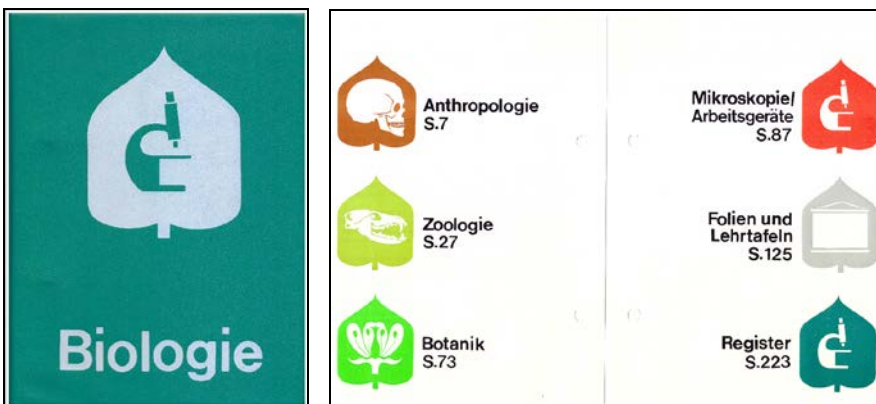 Biologie
Anthropologie
S.7
Zoologie
S.27
Botanik
S.73
Mikroskopie/
Arbeitsgeräte
S.87
Folien und
Lehrtafeln
S.125
Register
S.223